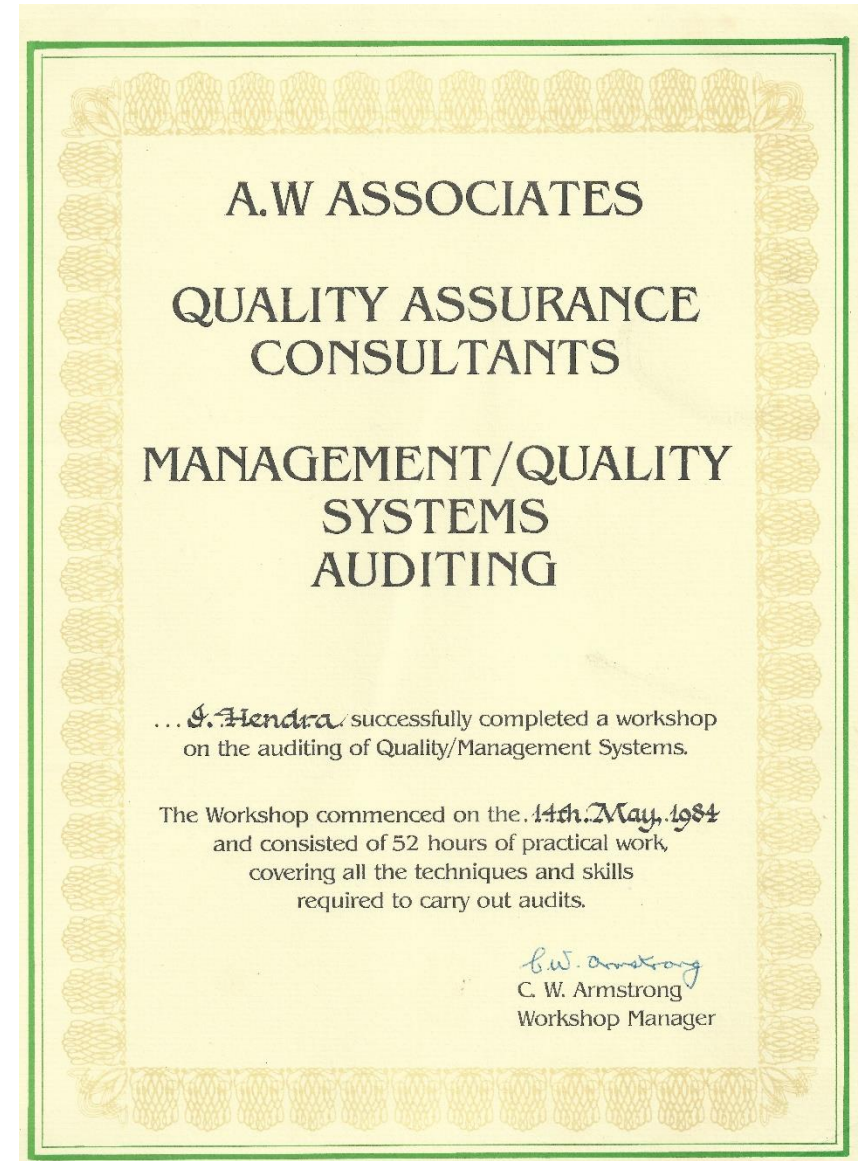 A.W ASSOCIATES
QUALITY ASSURANCE
CONSULTANTS
MANAGEMENT/QUALITY
SYSTEMS
AUDITING
... I. Hendra successfully completed a workshop
on the auditing of Quality/Management Systems.
The Workshop commenced on the 14th. May, 1984
and consisted of 52 hours of practical work,
covering all the techniques and skills
required to carry out audits.
C.W. Armstrong
C. W. Armstrong
Workshop Manager